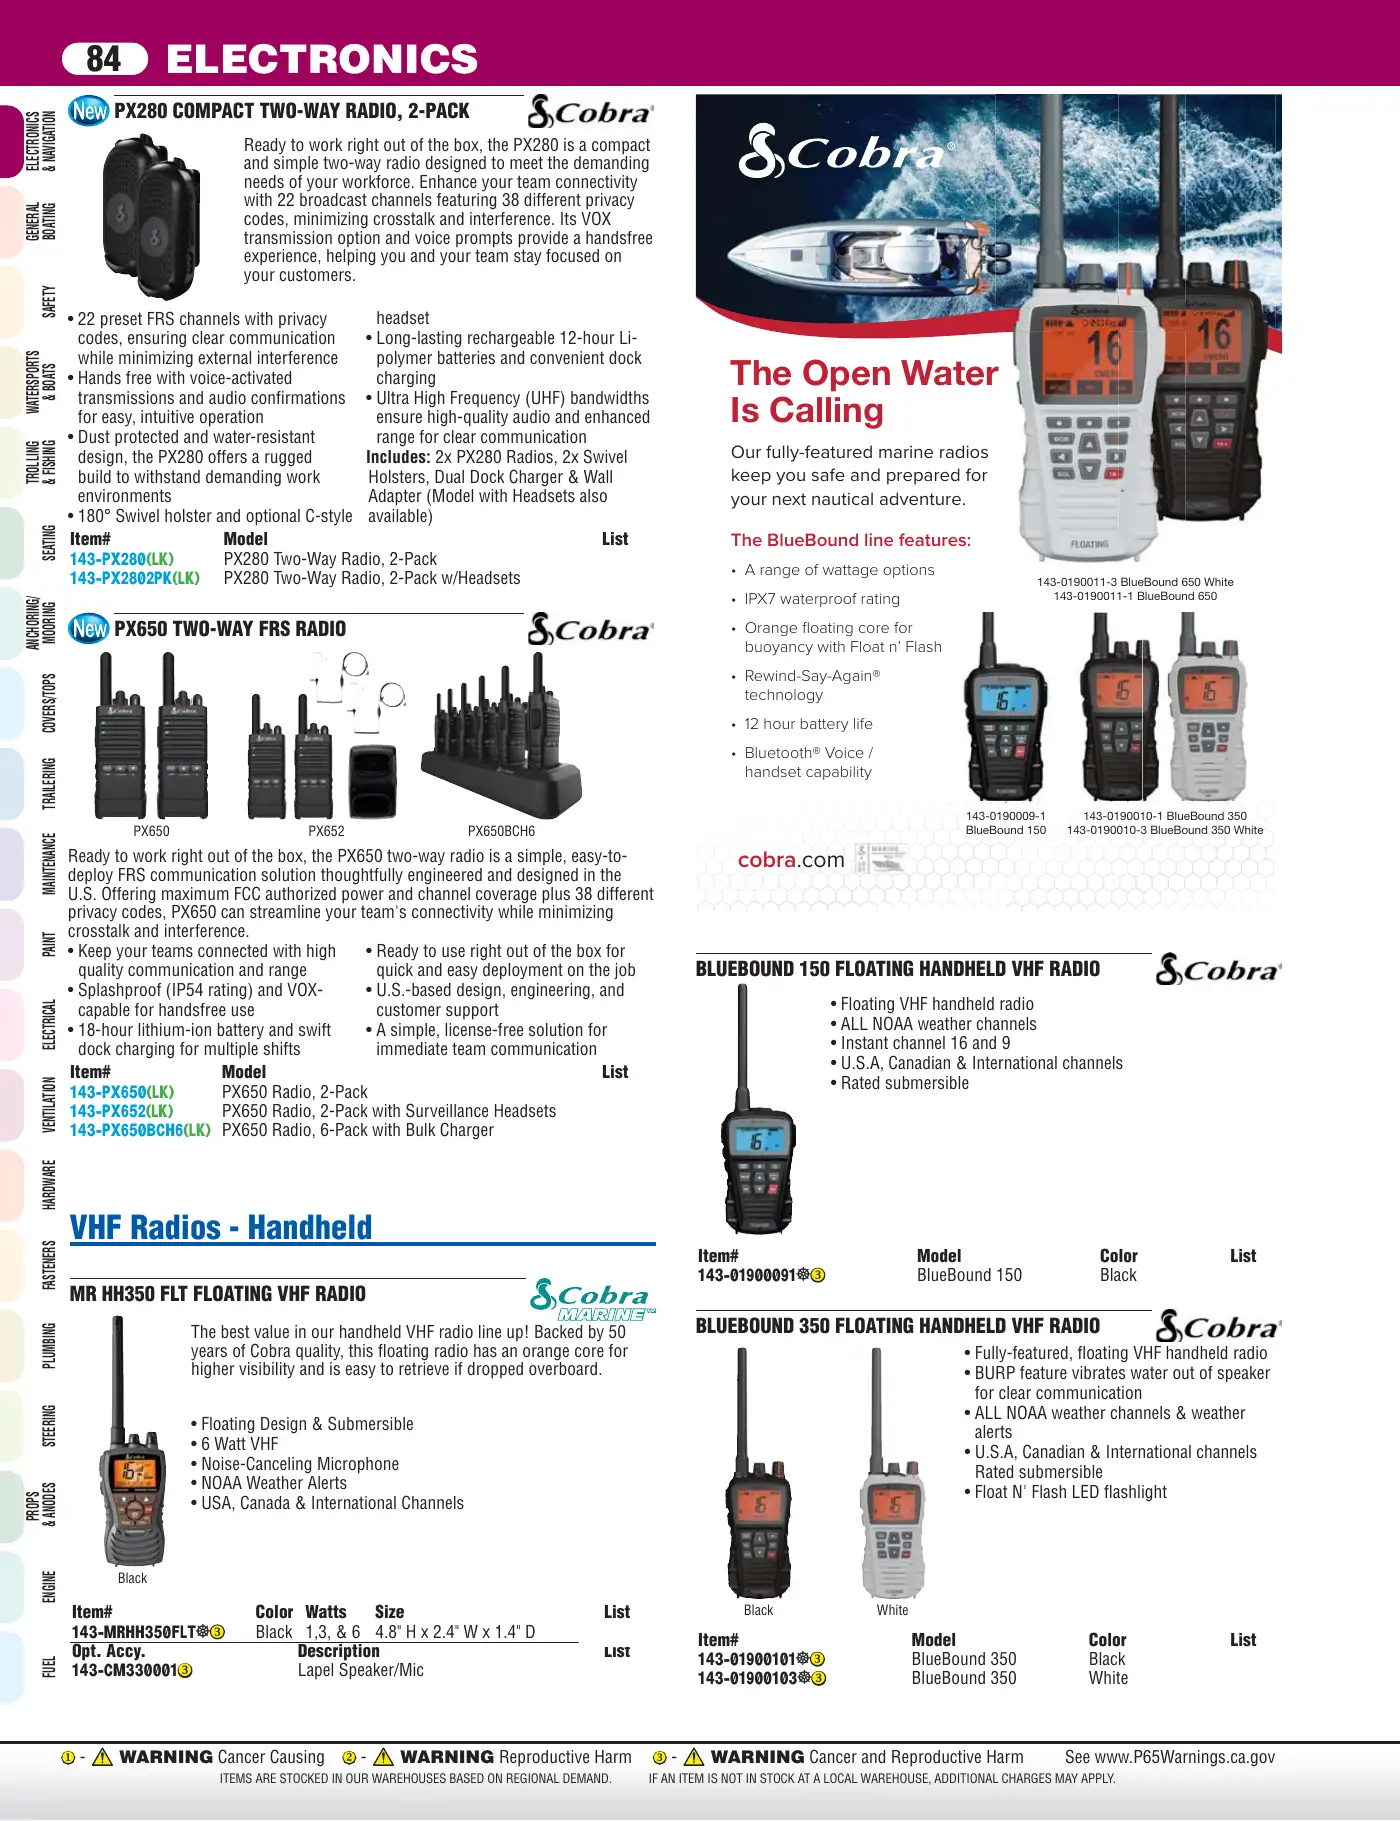 84 ELECTRONICS
ELECTRONICS
& NAVIGATION
GENERAL
BOATING
SAFETY
WATERSPORTS
& BOATS
TROLLING
& FISHING
SEATING
ANCHORING/
MOORING
COVERS/TOPS
TRAILERING
MAINTENANCE
PAINT
ELECTRICAL
VENTILATION
HARDWARE
FASTENERS
PLUMBING
STEERING
PROPS
& ANODES
ENGINE
FUEL
New PX280 COMPACT TWO-WAY RADIO, 2-PACK Cobra®
Ready to work right out of the box, the PX280 is a compact
and simple two-way radio designed to meet the demanding
needs of your workforce. Enhance your team connectivity
with 22 broadcast channels featuring 38 different privacy
codes, minimizing crosstalk and interference. Its VOX
transmission option and voice prompts provide a handsfree
experience, helping you and your team stay focused on
your customers.
• 22 preset FRS channels with privacy
codes, ensuring clear communication
while minimizing external interference
• Hands free with voice-activated
transmissions and audio confirmations
for easy, intuitive operation
• Dust protected and water-resistant
design, the PX280 offers a rugged
build to withstand demanding work
environments
• 180° Swivel holster and optional C-style
headset
• Long-lasting rechargeable 12-hour Li-
polymer batteries and convenient dock
charging
• Ultra High Frequency (UHF) bandwidths
ensure high-quality audio and enhanced
range for clear communication
Includes: 2x PX280 Radios, 2x Swivel
Holsters, Dual Dock Charger & Wall
Adapter (Model with Headsets also
available)
Item# Model List
143-PX280(LK) PX280 Two-Way Radio, 2-Pack
143-PX2802PK(LK) PX280 Two-Way Radio, 2-Pack w/Headsets
New PX650 TWO-WAY FRS RADIO Cobra®
PX650 PX652 PX650BCH6
Ready to work right out of the box, the PX650 two-way radio is a simple, easy-to-
deploy FRS communication solution thoughtfully engineered and designed in the
U.S. Offering maximum FCC authorized power and channel coverage plus 38 different
privacy codes, PX650 can streamline your team's connectivity while minimizing
crosstalk and interference.
• Keep your teams connected with high
quality communication and range
• Splashproof (IP54 rating) and VOX-
capable for handsfree use
• 18-hour lithium-ion battery and swift
dock charging for multiple shifts
• Ready to use right out of the box for
quick and easy deployment on the job
• U.S.-based design, engineering, and
customer support
• A simple, license-free solution for
immediate team communication
Item# Model List
143-PX650(LK) PX650 Radio, 2-Pack
143-PX652(LK) PX650 Radio, 2-Pack with Surveillance Headsets
143-PX650BCH6(LK) PX650 Radio, 6-Pack with Bulk Charger
VHF Radios - Handheld
MR HH350 FLT FLOATING VHF RADIO Cobra
MARINE™
The best value in our handheld VHF radio line up! Backed by 50
years of Cobra quality, this floating radio has an orange core for
higher visibility and is easy to retrieve if dropped overboard.
• Floating Design & Submersible
• 6 Watt VHF
• Noise-Canceling Microphone
• NOAA Weather Alerts
• USA, Canada & International Channels
Black
Item# Color Watts Size List
143-MRHH350FLT 3 Black 1,3, & 6 4.8" H x 2.4" W x 1.4" D
Opt. Accy. Description List
143-CM330001 3 Lapel Speaker/Mic
Cobra®
The Open Water
Is Calling
Our fully-featured marine radios
keep you safe and prepared for
your next nautical adventure.
The BlueBound line features:
• A range of wattage options
• IPX7 waterproof rating
• Orange floating core for
buoyancy with Float n' Flash
• Rewind-Say-Again®
technology
• 12 hour battery life
• Bluetooth® Voice /
handset capability
16
16
FLOATING
143-0190011-3 BlueBound 650 White
143-0190011-1 BlueBound 650
143-0190009-1
BlueBound 150
143-0190010-1 BlueBound 350
143-0190010-3 BlueBound 350 White
cobra.com
BLUEBOUND 150 FLOATING HANDHELD VHF RADIO Cobra®
• Floating VHF handheld radio
• ALL NOAA weather channels
• Instant channel 16 and 9
• U.S.A, Canadian & International channels
• Rated submersible
Item# Model Color List
143-01900091 3 BlueBound 150 Black
BLUEBOUND 350 FLOATING HANDHELD VHF RADIO Cobra®
• Fully-featured, floating VHF handheld radio
• BURP feature vibrates water out of speaker
for clear communication
• ALL NOAA weather channels & weather
alerts
• U.S.A, Canadian & International channels
Rated submersible
• Float N' Flash LED flashlight
Black White
Item# Model Color List
143-01900101 3 BlueBound 350 Black
143-01900103 3 BlueBound 350 White
1 - WARNING Cancer Causing 2 - WARNING Reproductive Harm 3 - WARNING Cancer and Reproductive Harm See www.P65Warnings.ca.gov
ITEMS ARE STOCKED IN OUR WAREHOUSES BASED ON REGIONAL DEMAND. IF AN ITEM IS NOT IN STOCK AT A LOCAL WAREHOUSE, ADDITIONAL CHARGES MAY APPLY.